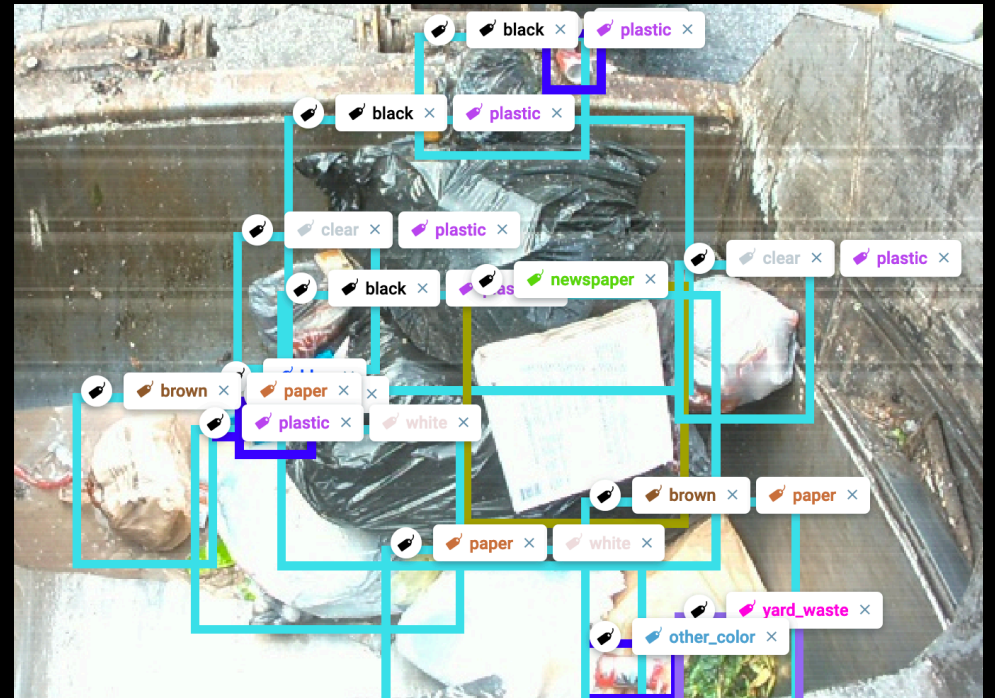 black × plastic ×
black × plastic ×
clear × plastic ×
clear × plastic ×
black ×
newspaper ×
brown × paper × ×
plastic × white ×
brown × paper ×
paper × white ×
yard_waste ×
other_color ×